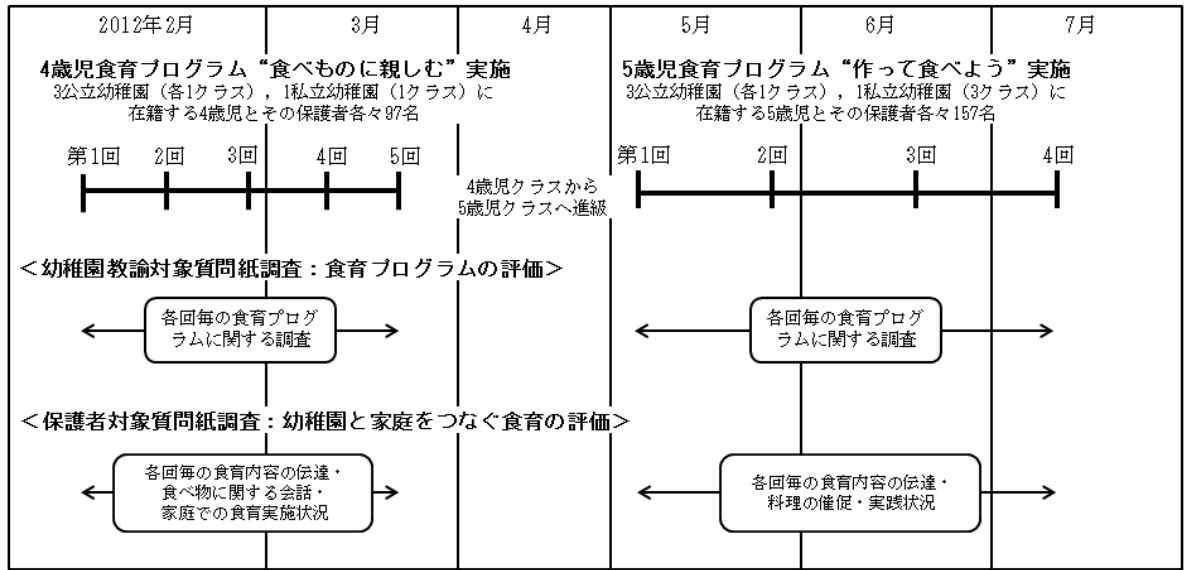 2012年2月
3月
4月
5月
6月
7月
4歳児食育プログラム“食べものに親しむ”実施
3公立幼稚園（各1クラス），1私立幼稚園（1クラス）に
在籍する4歳児とその保護者各々97名
第1回
2回
3回
4回
5回
4歳児クラスから
5歳児クラスへ進級
5歳児食育プログラム“作って食べよう”実施
3公立幼稚園（各1クラス），1私立幼稚園（3クラス）に
在籍する5歳児とその保護者各々157名
第1回
2回
3回
4回
＜幼稚園教諭対象質問紙調査：食育プログラムの評価＞
各回毎の食育プログ
ラムに関する調査
各回毎の食育プログ
ラムに関する調査
＜保護者対象質問紙調査：幼稚園と家庭をつなぐ食育の評価＞
各回毎の食育内容の伝達・
食べ物に関する会話・
家庭での食育実施状況
各回毎の食育内容の伝達・
料理の催促・実践状況